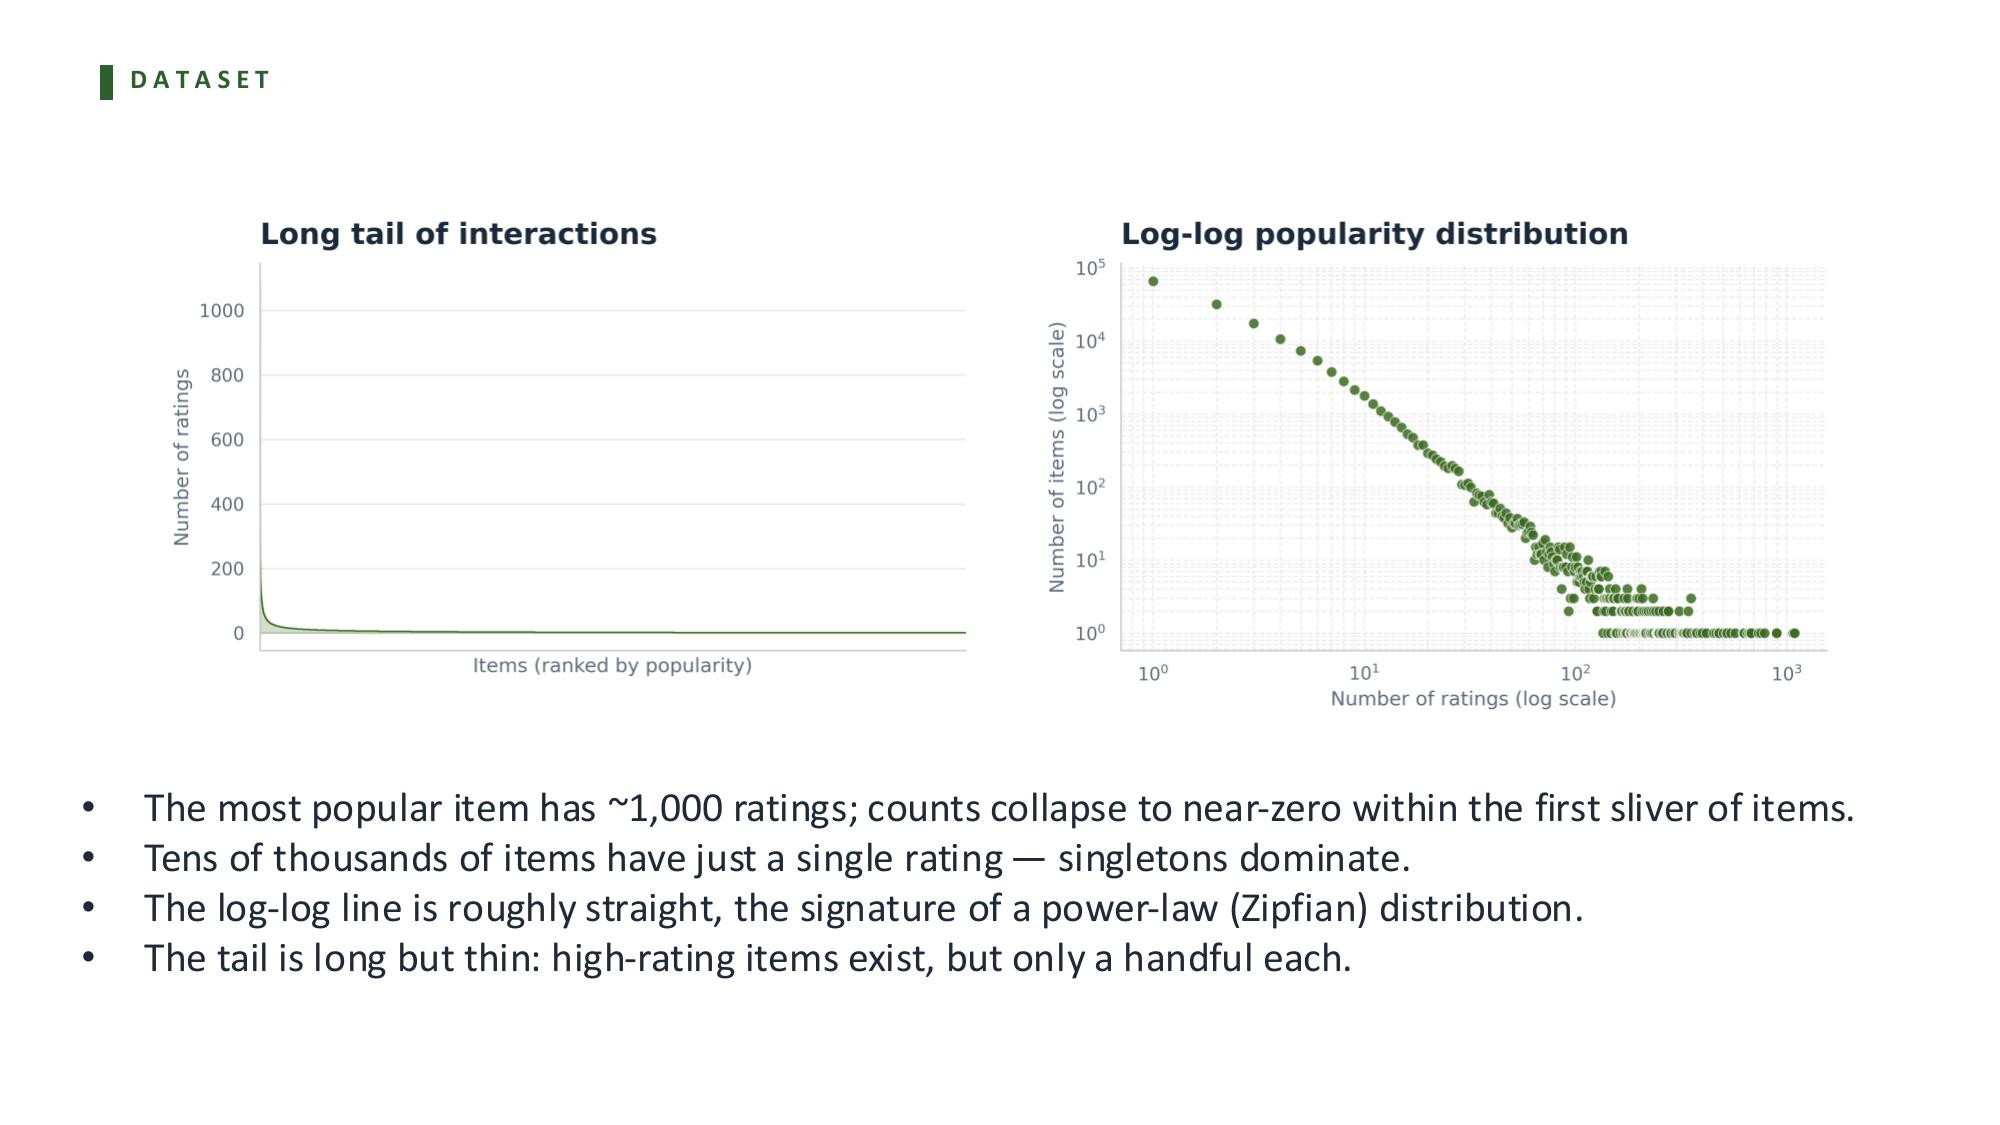 DATASET
Long tail of interactions
Number of ratings
1000
800
600
400
200
0
Items (ranked by popularity)
Log-log popularity distribution
Number of items (log scale)
10⁵
10⁴
10³
10²
10¹
10⁰
10⁰ 10¹ 10² 10³
Number of ratings (log scale)
• The most popular item has ~1,000 ratings; counts collapse to near-zero within the first sliver of items.
• Tens of thousands of items have just a single rating — singletons dominate.
• The log-log line is roughly straight, the signature of a power-law (Zipfian) distribution.
• The tail is long but thin: high-rating items exist, but only a handful each.